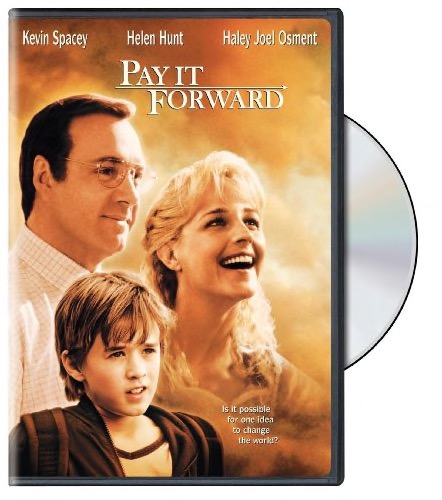 Kevin Spacey Helen Hunt Haley Joel Osment
PAY IT
FORWARD
Is it possible
for one idea
to change
the world?